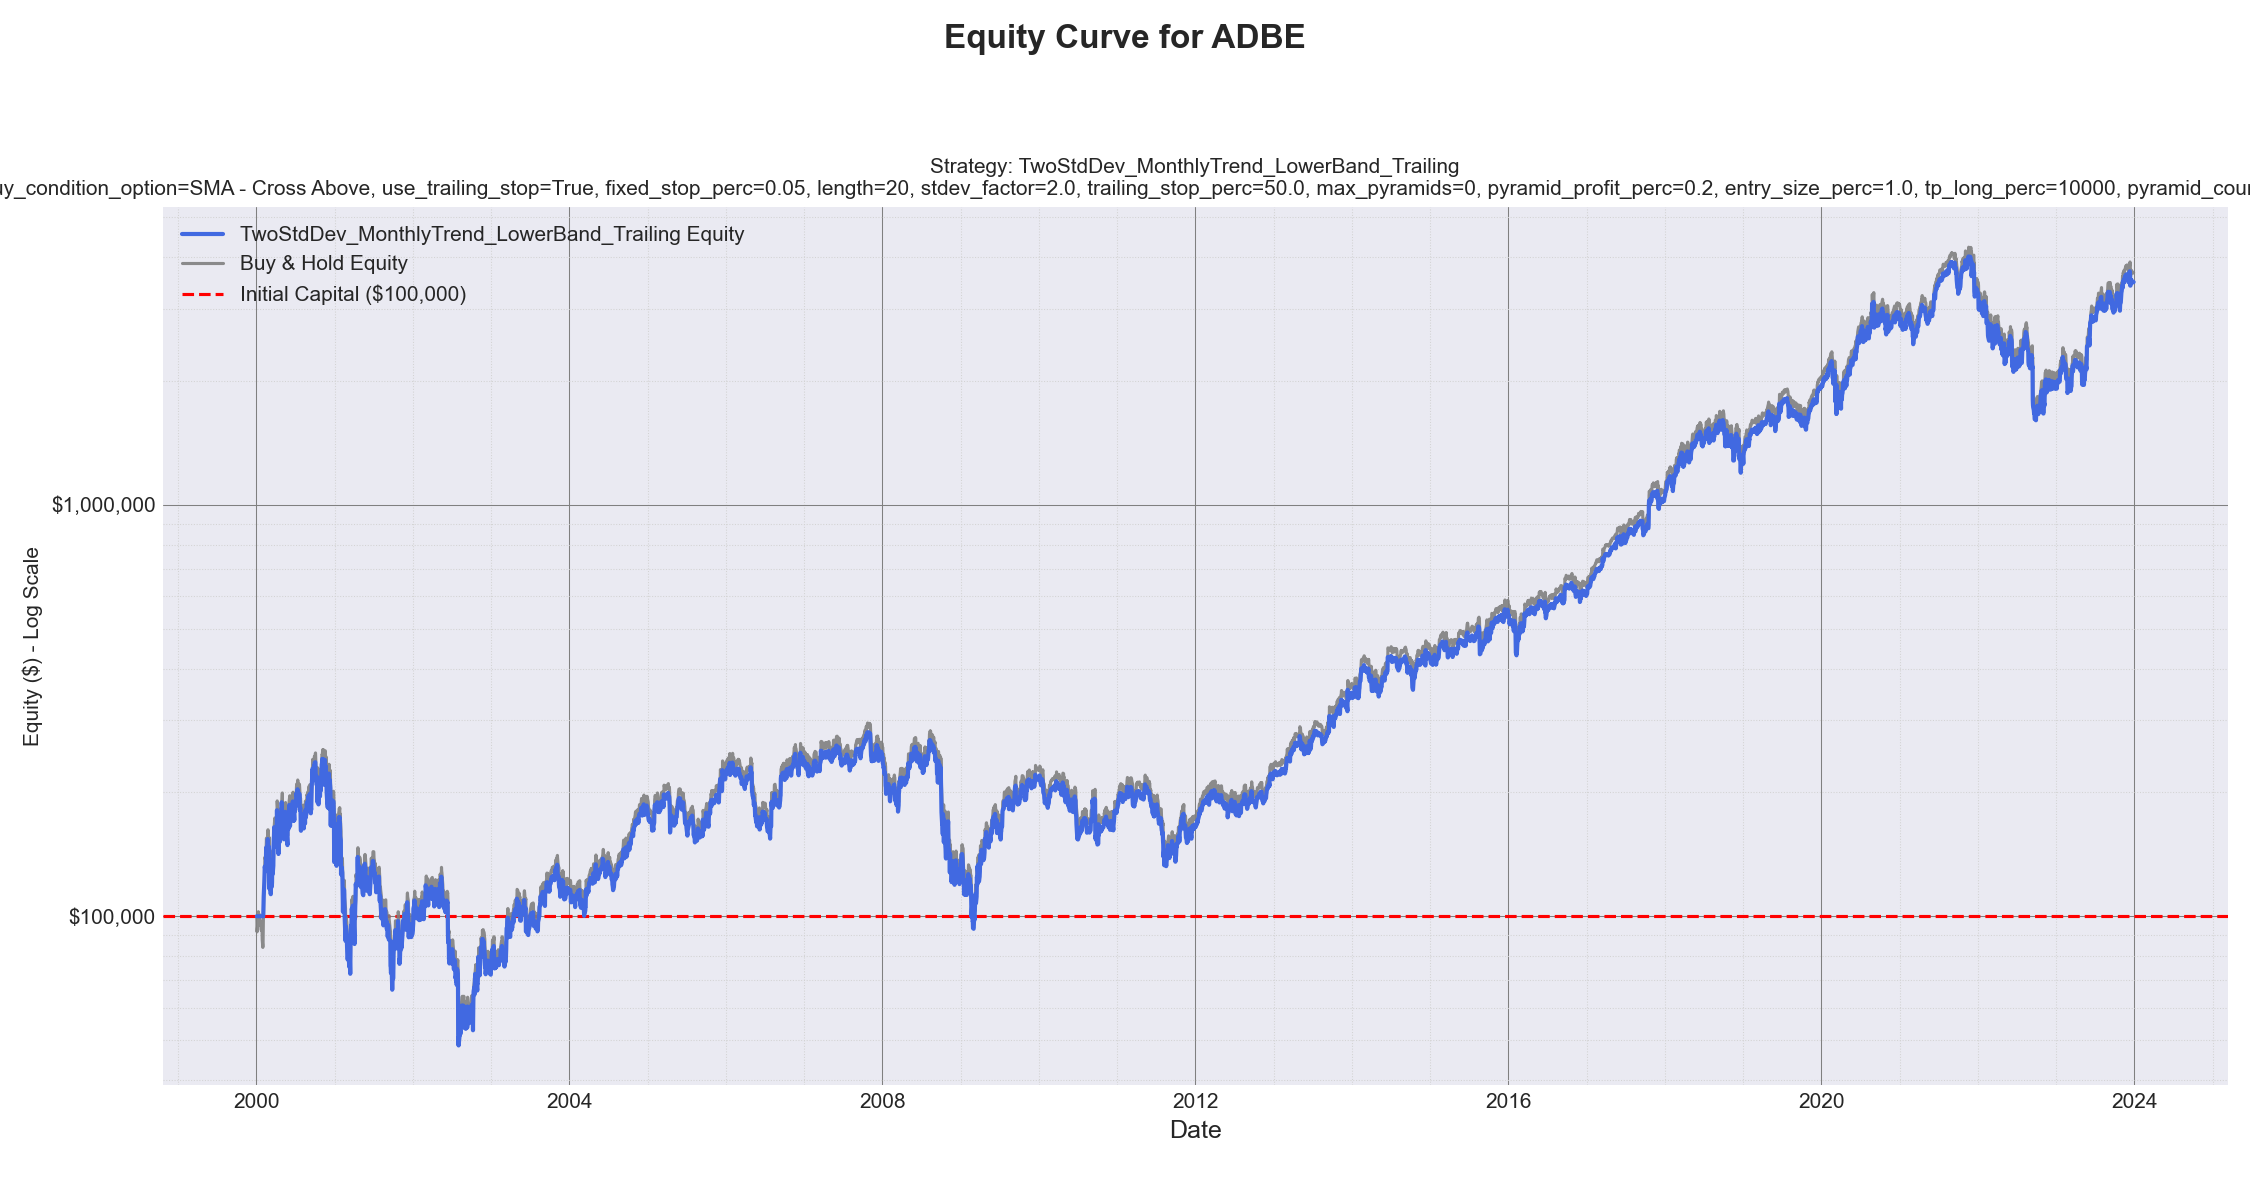 Equity Curve for ADBE
Strategy: TwoStdDev_MonthlyTrend_LowerBand_Trailing
uy_condition_option=SMA - Cross Above, use_trailing_stop=True, fixed_stop_perc=0.05, length=20, stdev_factor=2.0, trailing_stop_perc=50.0, max_pyramids=0, pyramid_profit_perc=0.2, entry_size_perc=1.0, tp_long_perc=10000, pyramid_cou
TwoStdDev_MonthlyTrend_LowerBand_Trailing Equity
Buy & Hold Equity
Initial Capital ($100,000)
Equity ($) - Log Scale
$1,000,000
$100,000
2000 2004 2008 2012 2016 2020 2024
Date